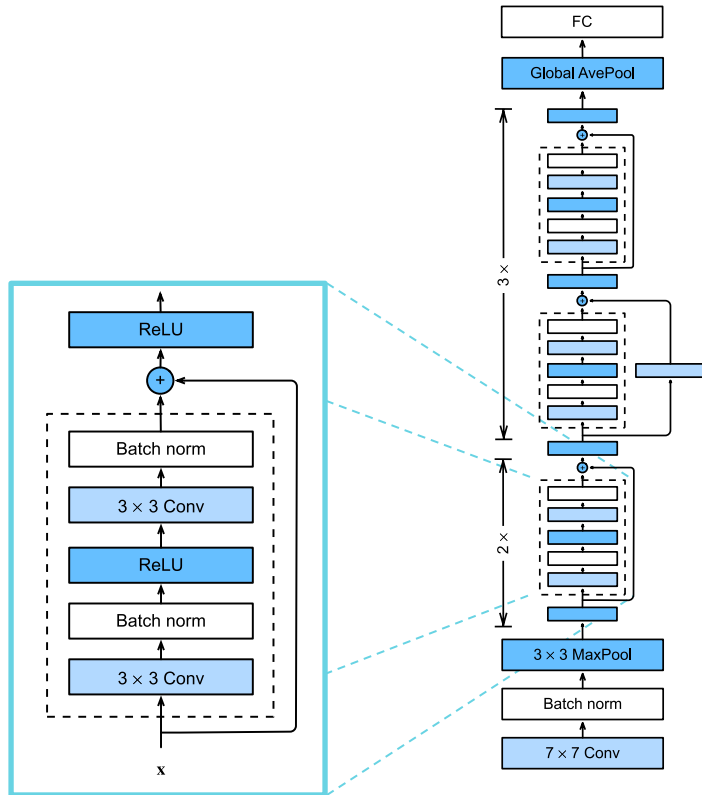 FC
Global AvePool
3 ×
2 ×
3 × 3 MaxPool
Batch norm
7 × 7 Conv
ReLU
+
Batch norm
3 × 3 Conv
ReLU
Batch norm
3 × 3 Conv
x
+
+
+